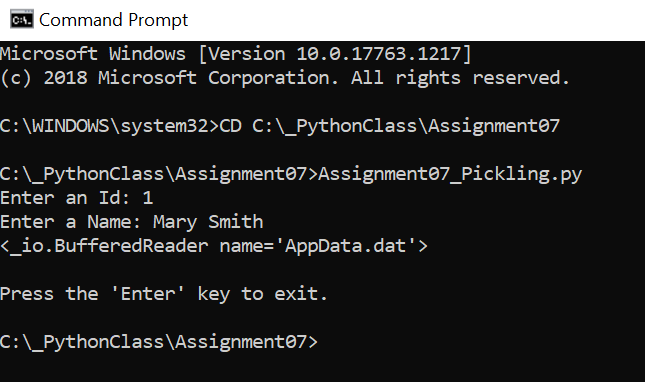 Command Prompt
Microsoft Windows [Version 10.0.17763.1217]
(c) 2018 Microsoft Corporation. All rights reserved.
C:\WINDOWS\system32>CD C:\_PythonClass\Assignment07
C:\_PythonClass\Assignment07>Assignment07_Pickling.py
Enter an Id: 1
Enter a Name: Mary Smith
<_io.BufferedReader name='AppData.dat'>
Press the 'Enter' key to exit.
C:\_PythonClass\Assignment07>